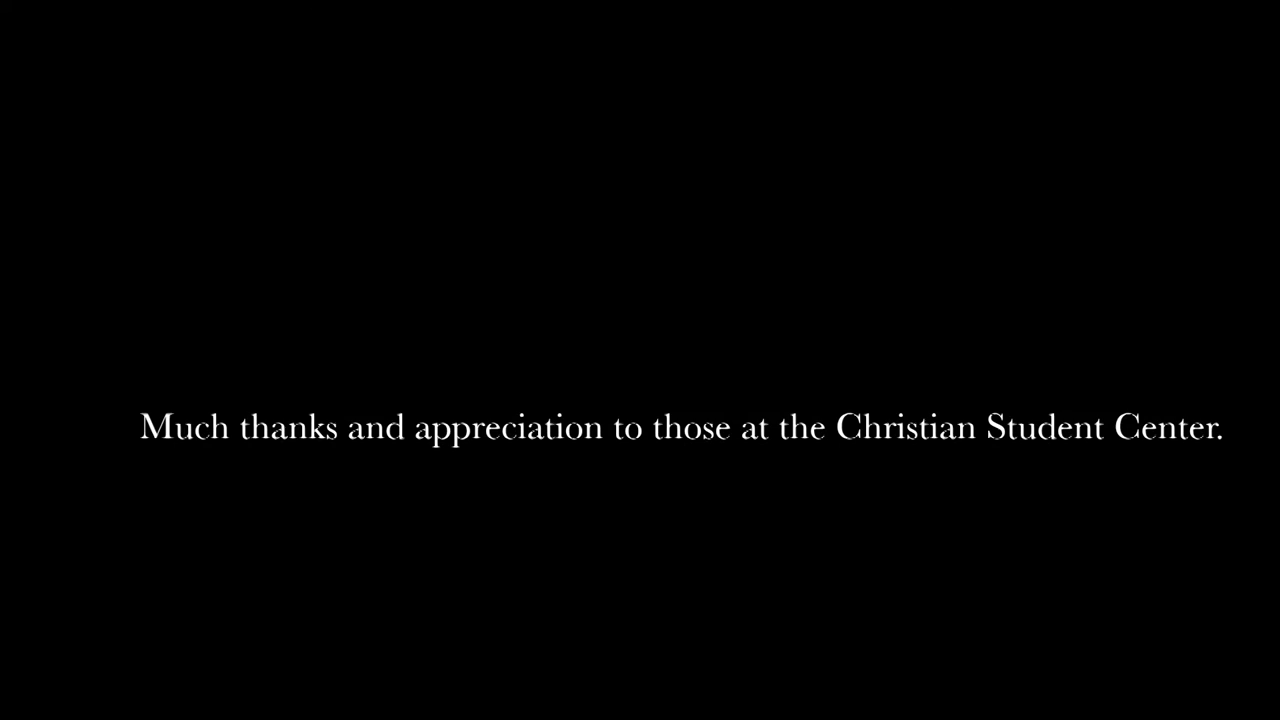 Much thanks and appreciation to those at the Christian Student Center.